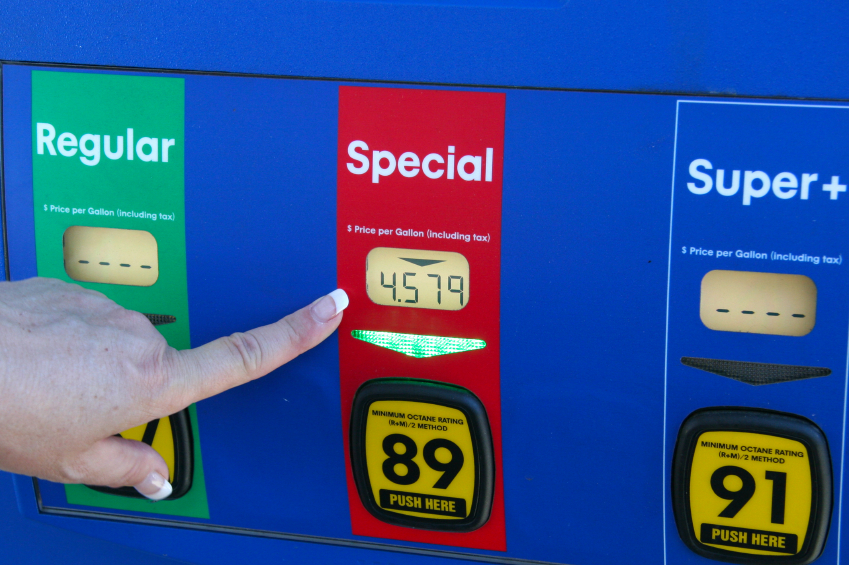 Regular
$ Price per Gallon (including tax)
- - - -
7
Special
$ Price per Gallon (including tax)
4.579
MINIMUM OCTANE RATING
(R+M)/2 METHOD
89
PUSH HERE
Super+
$ Price per Gallon (including tax)
- - - -
MINIMUM OCTANE RATING
(R+M)/2 METHOD
91
PUSH HERE